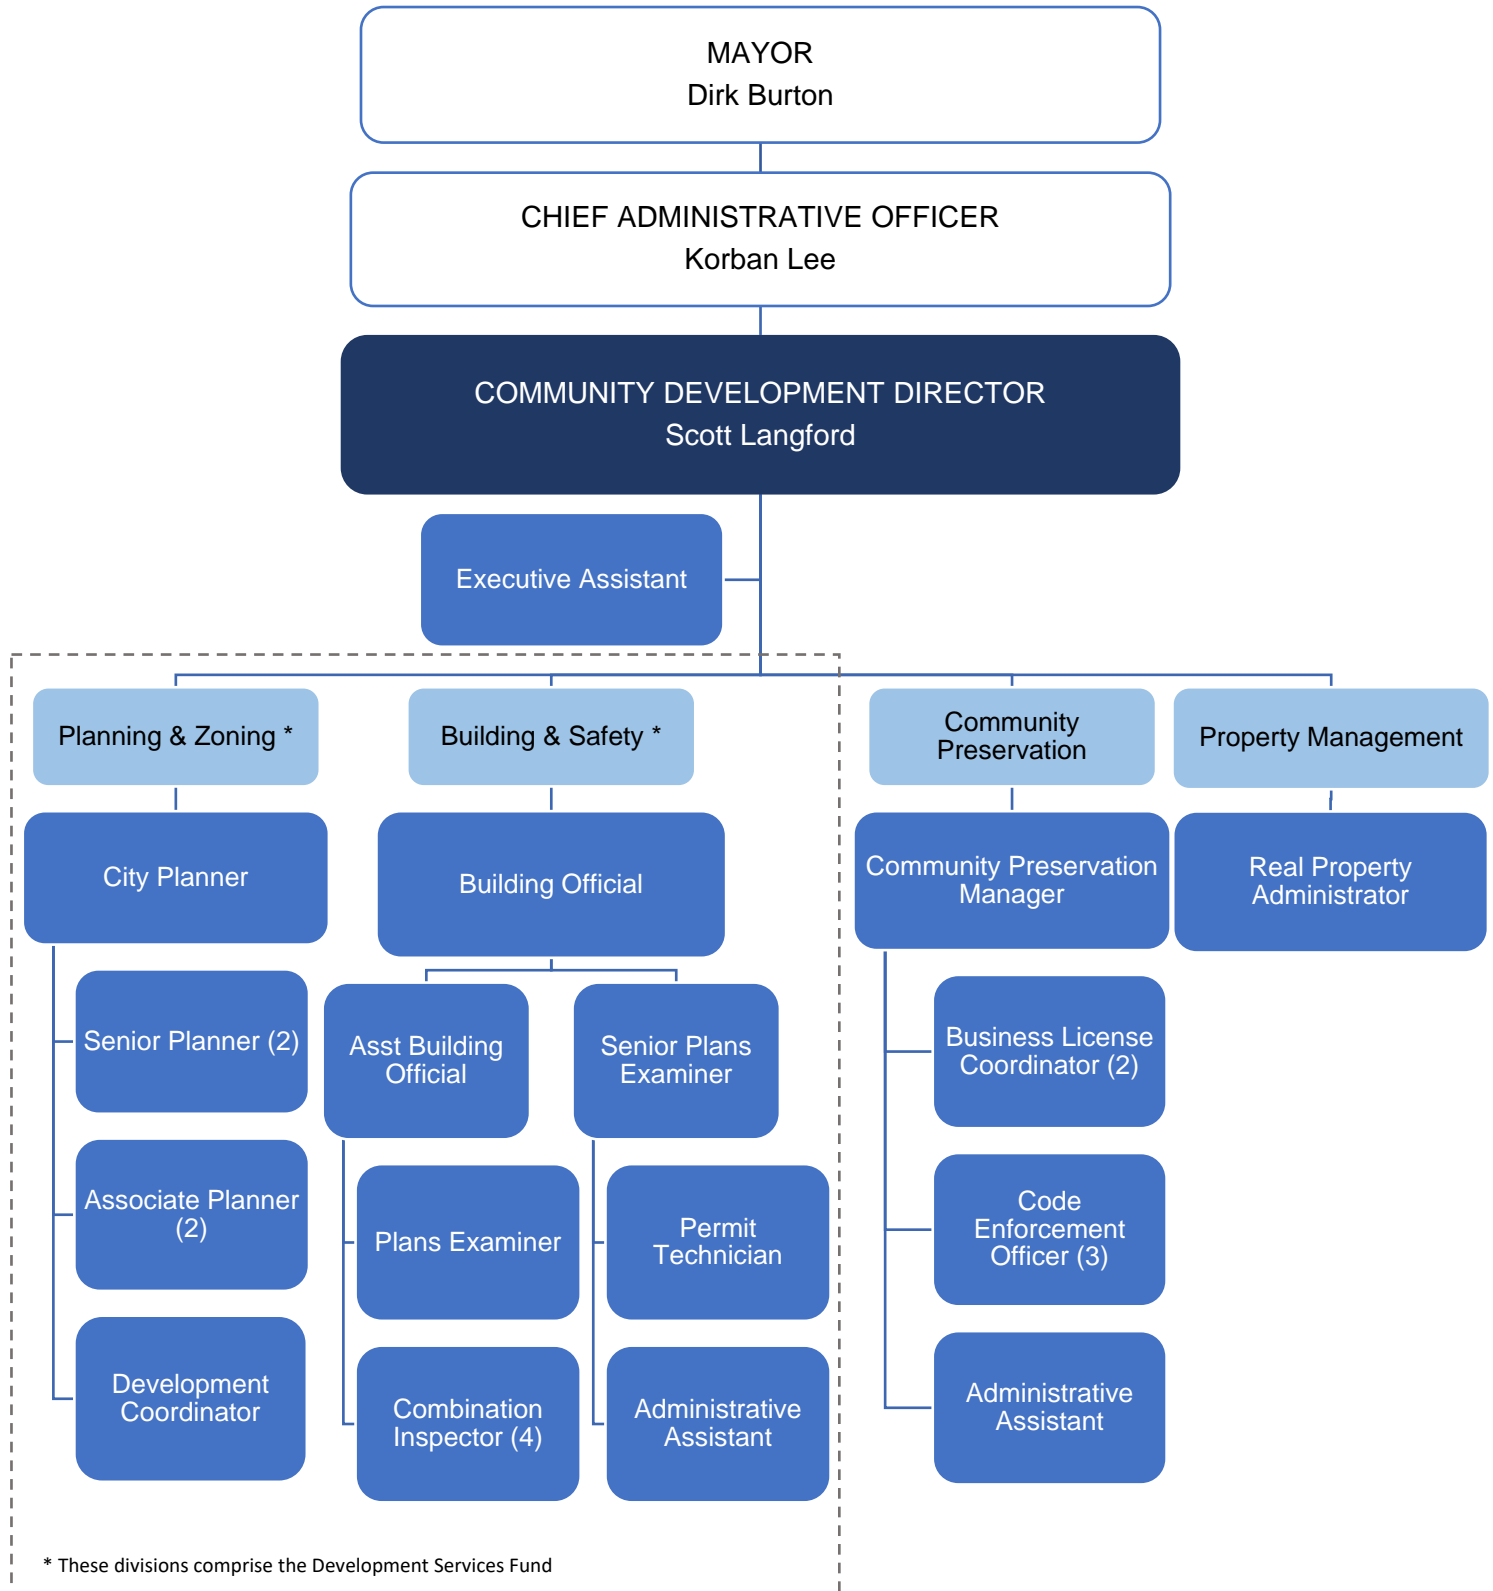 MAYOR
Dirk Burton
CHIEF ADMINISTRATIVE OFFICER
Korban Lee
COMMUNITY DEVELOPMENT DIRECTOR
Scott Langford
Executive Assistant
Planning & Zoning *
Building & Safety *
Community
Preservation
Property Management
City Planner
Building Official
Community Preservation
Manager
Real Property
Administrator
Senior Planner (2)
Asst Building
Official
Senior Plans
Examiner
Business License
Coordinator (2)
Associate Planner
(2)
Plans Examiner
Permit
Technician
Code
Enforcement
Officer (3)
Development
Coordinator
Combination
Inspector (4)
Administrative
Assistant
Administrative
Assistant
* These divisions comprise the Development Services Fund